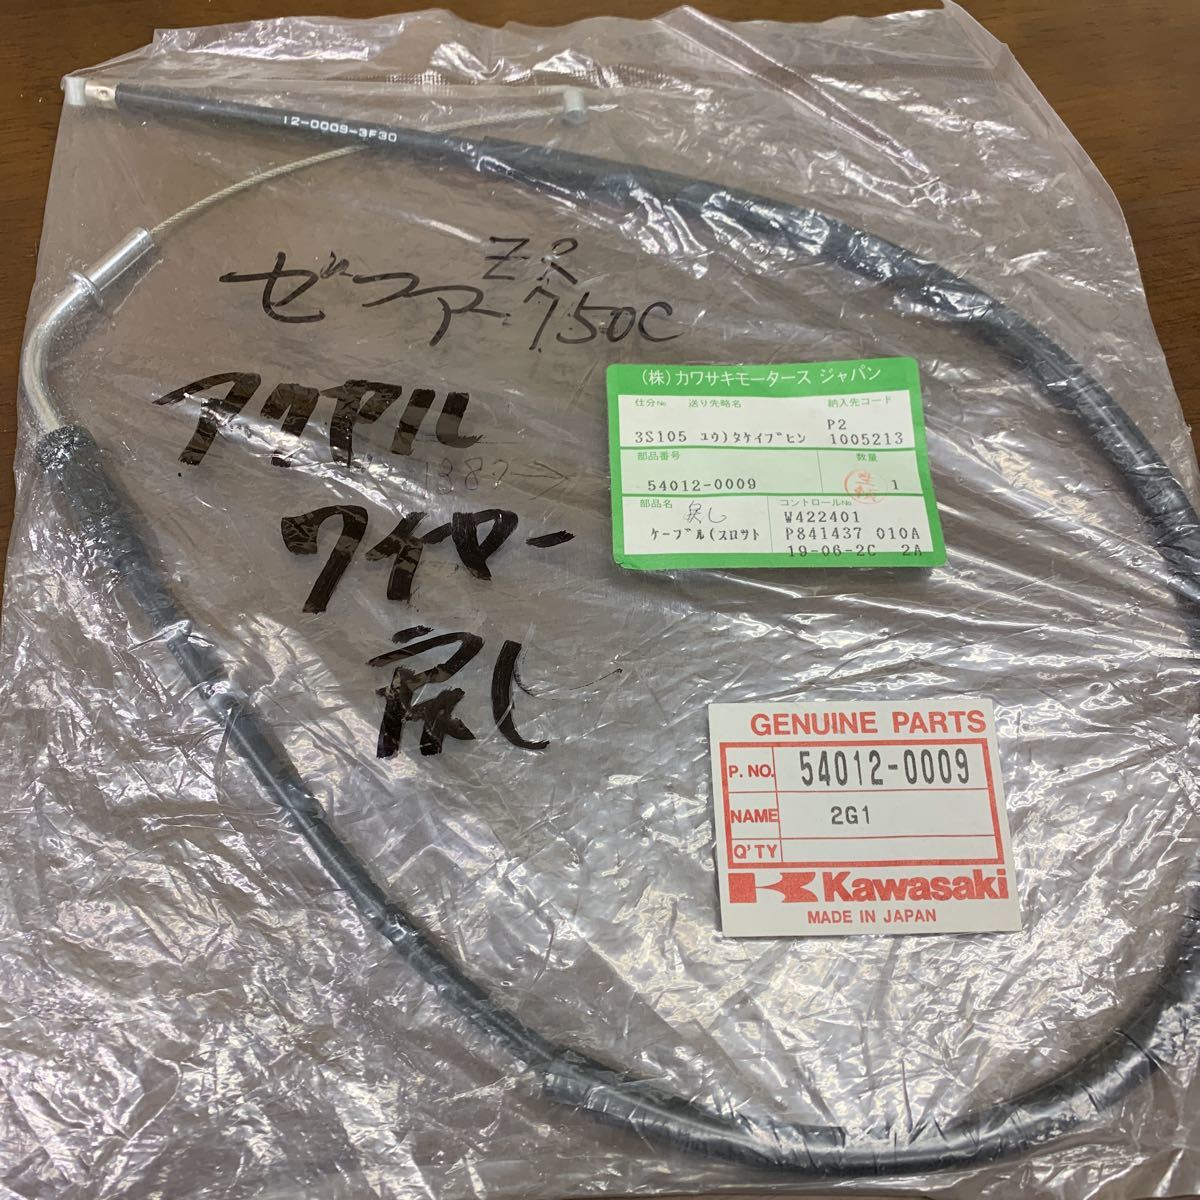 12-0009-3F30
ZR
ゼファー750C
アクセル
1387→
ワイヤー
戻し
(株)カワサキモータース ジャパン
仕分№ 送り先略名 納入先コード
P2
3S105 ユウ)タケイブヒン 1005213
部品番号 数量
54012-0009 1
部品名 戻し コントロール№
W422401
ケーブル(スロツト P841437 010A
19-06-2C 2A
GENUINE PARTS
P. NO. 54012-0009
NAME 2G1
Q'TY
Kawasaki
MADE IN JAPAN